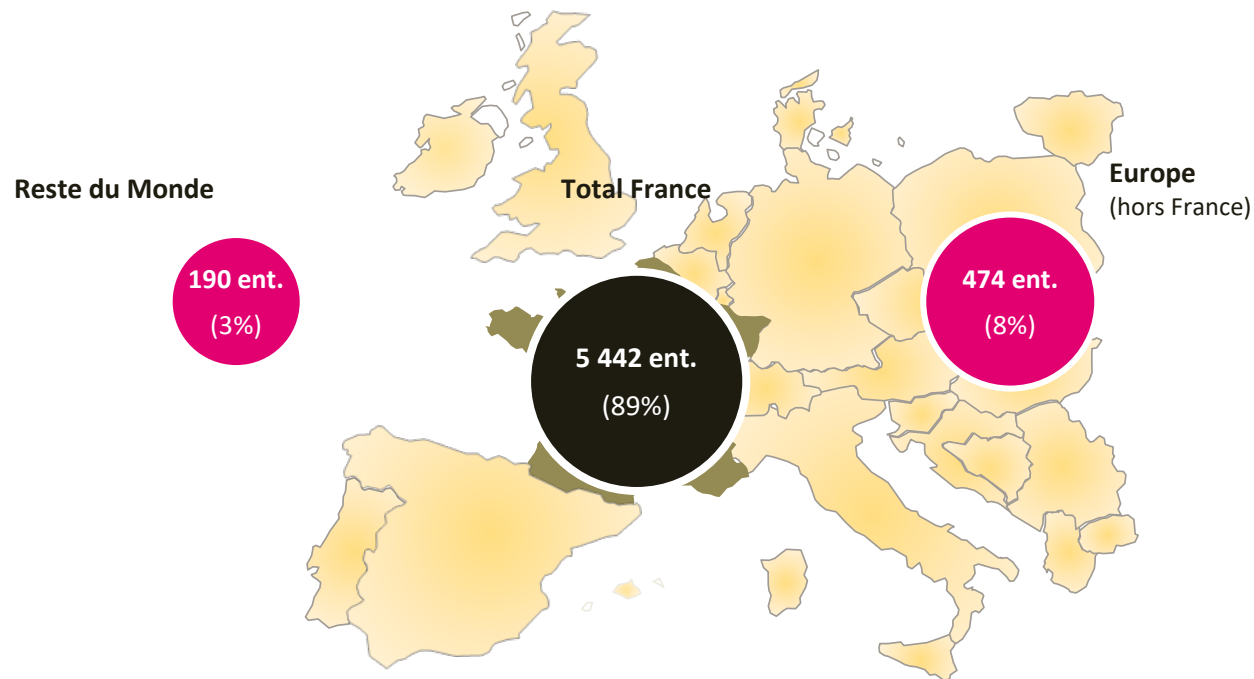 Reste du Monde
190 ent.
(3%)
Total France
5 442 ent.
(89%)
Europe
(hors France)
474 ent.
(8%)